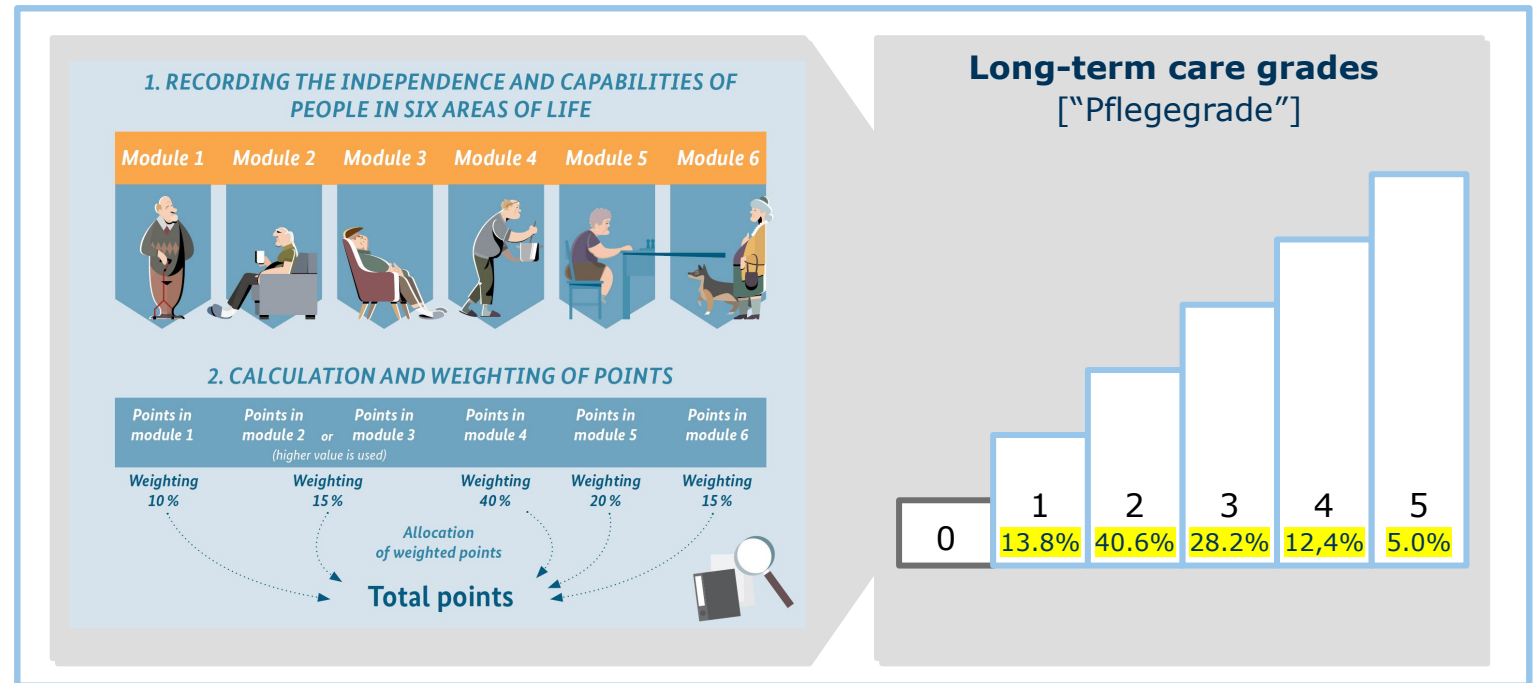 1. RECORDING THE INDEPENDENCE AND CAPABILITIES OF
PEOPLE IN SIX AREAS OF LIFE
Module 1 Module 2 Module 3 Module 4 Module 5 Module 6
2. CALCULATION AND WEIGHTING OF POINTS
Points in Points in Points in Points in Points in Points in
module 1 module 2 or module 3 module 4 module 5 module 6
(higher value is used)
Weighting Weighting Weighting Weighting Weighting
10 % 15 % 40 % 20 % 15 %
Allocation
of weighted points
Total points
Long-term care grades
["Pflegegrade"]
0 1 2 3 4 5
13.8% 40.6% 28.2% 12,4% 5.0%